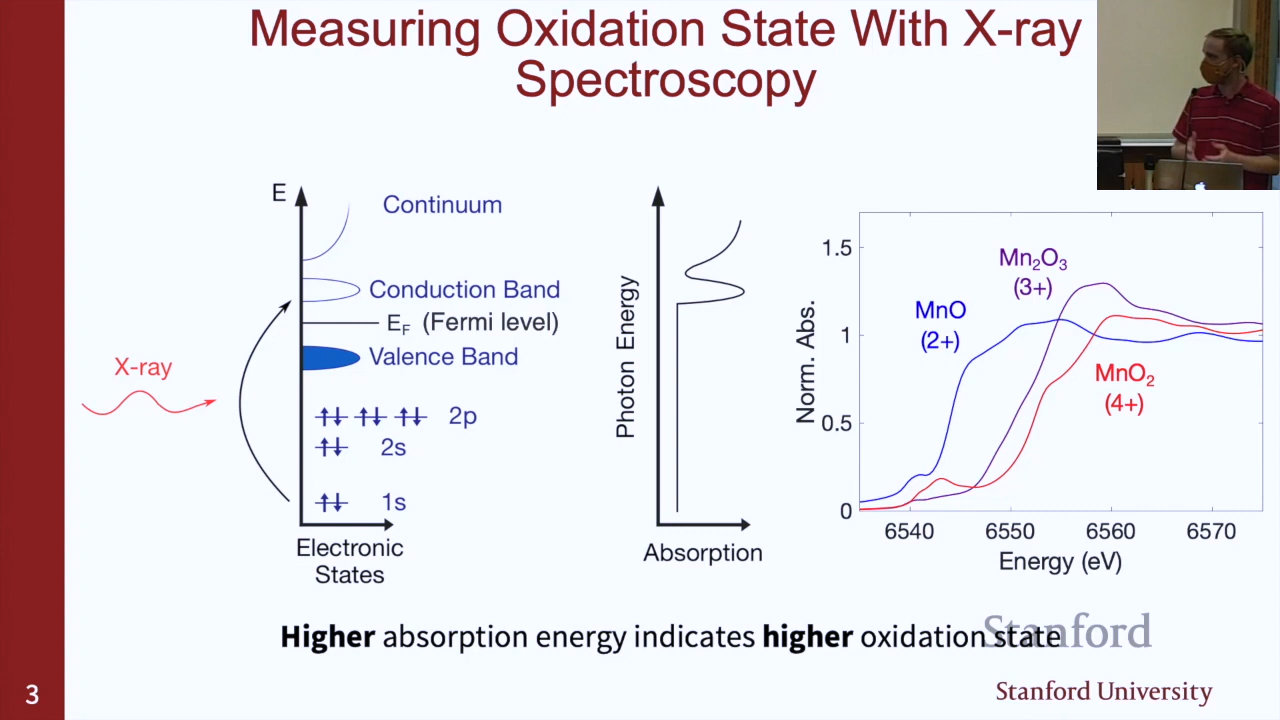 Measuring Oxidation State With X-ray
Spectroscopy
E
Continuum
Conduction Band
E_F (Fermi level)
Valence Band
X-ray
2p
2s
1s
Electronic
States
Photon Energy
Absorption
Norm. Abs.
1.5
1
0.5
0
Mn₂O₃
(3+)
MnO
(2+)
MnO₂
(4+)
6540 6550 6560 6570
Energy (eV)
Higher absorption energy indicates higher oxidation state
Stanford
Stanford University
3